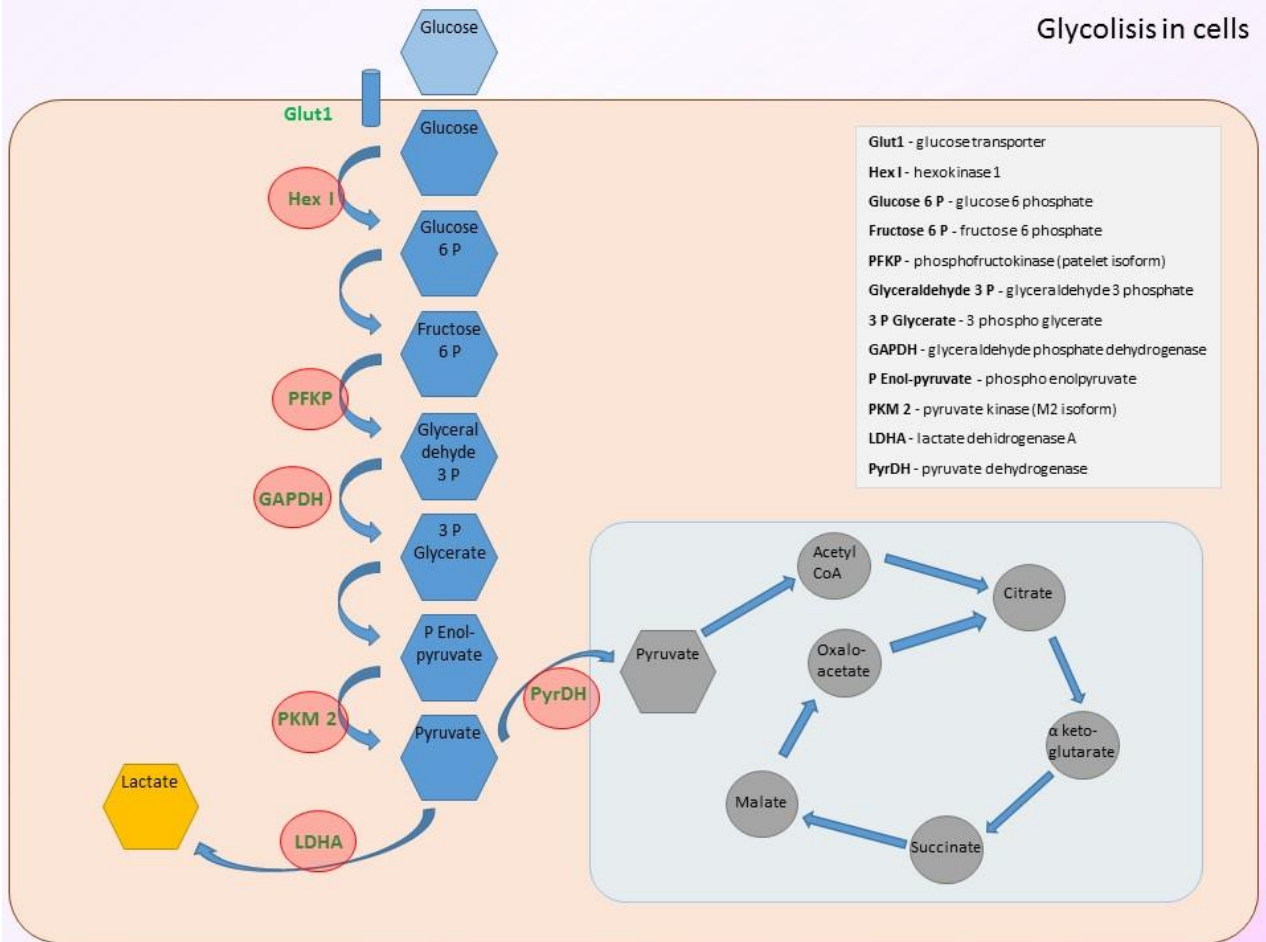 Glycolisis in cells
Glucose
Glut1
Glucose
Hex I
Glucose
6 P
Fructose
6 P
PFKP
Glyceral
dehyde
3 P
GAPDH
3 P
Glycerate
P Enol-
pyruvate
PKM 2
Pyruvate
Lactate
LDHA
PyrDH
Glut1 - glucose transporter
Hex I - hexokinase 1
Glucose 6 P - glucose 6 phosphate
Fructose 6 P - fructose 6 phosphate
PFKP - phosphofructokinase (patelet isoform)
Glyceraldehyde 3 P - glyceraldehyde 3 phosphate
3 P Glycerate - 3 phospho glycerate
GAPDH - glyceraldehyde phosphate dehydrogenase
P Enol-pyruvate - phospho enolpyruvate
PKM 2 - pyruvate kinase (M2 isoform)
LDHA - lactate dehidrogenase A
PyrDH - pyruvate dehydrogenase
Pyruvate
Acetyl
CoA
Citrate
Oxalo-
acetate
α keto-
glutarate
Malate
Succinate